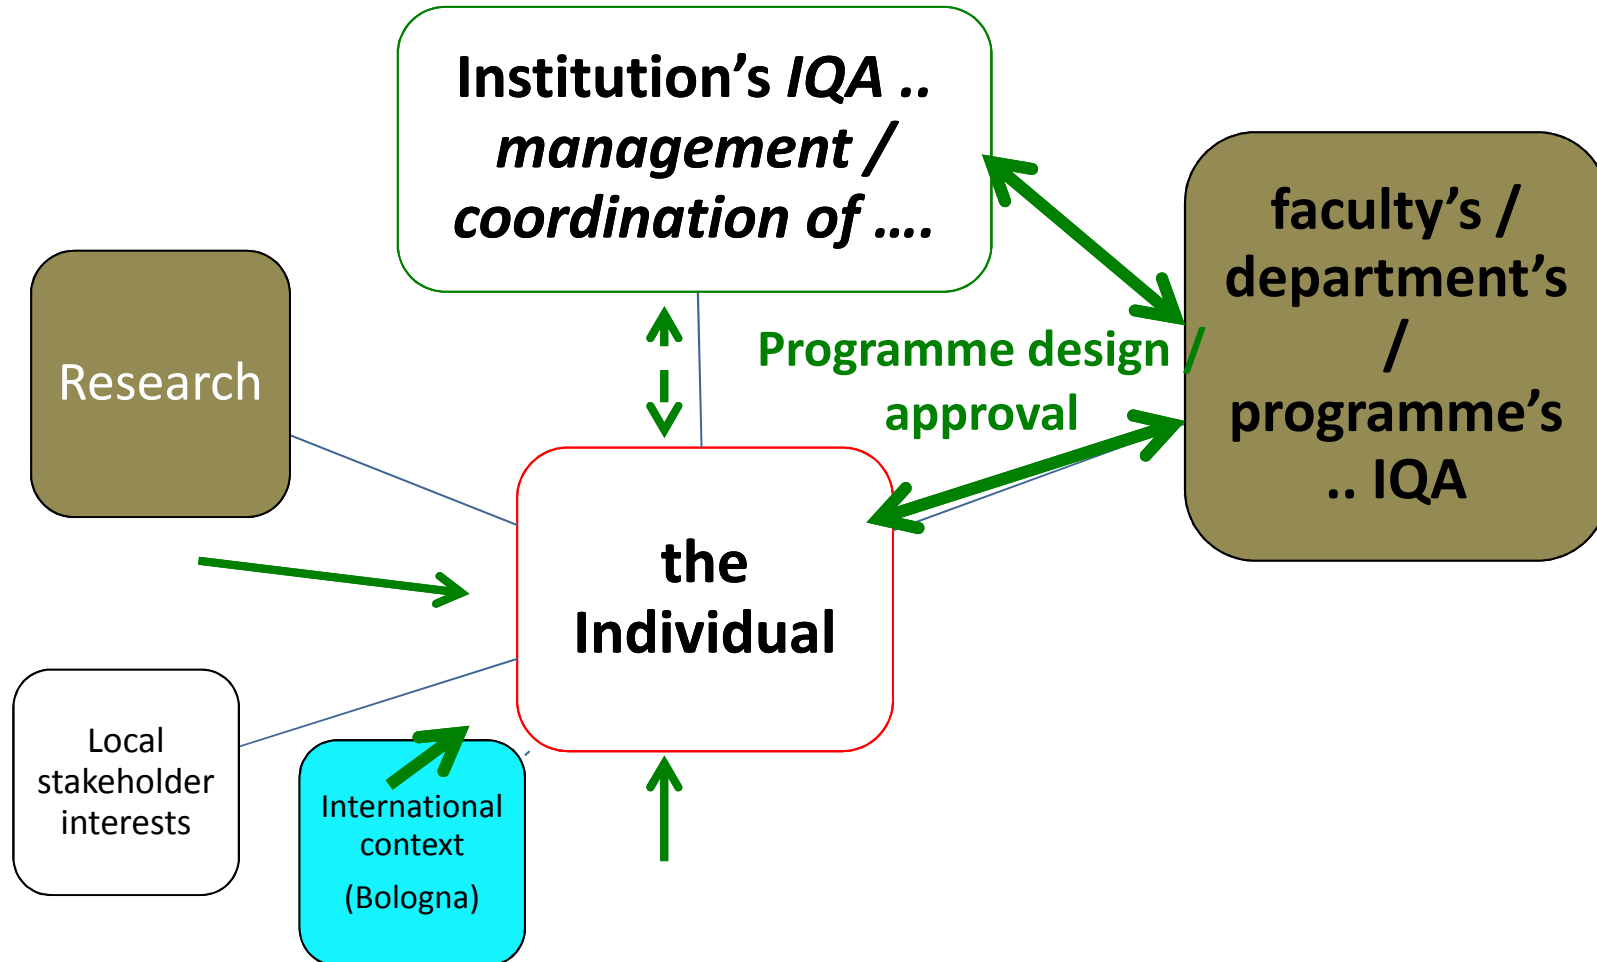 Institution’s IQA ..
management /
coordination of ….
faculty’s /
department’s
/
programme’s
.. IQA
Research
Programme design /
approval
the
Individual
Local
stakeholder
interests
International
context
(Bologna)